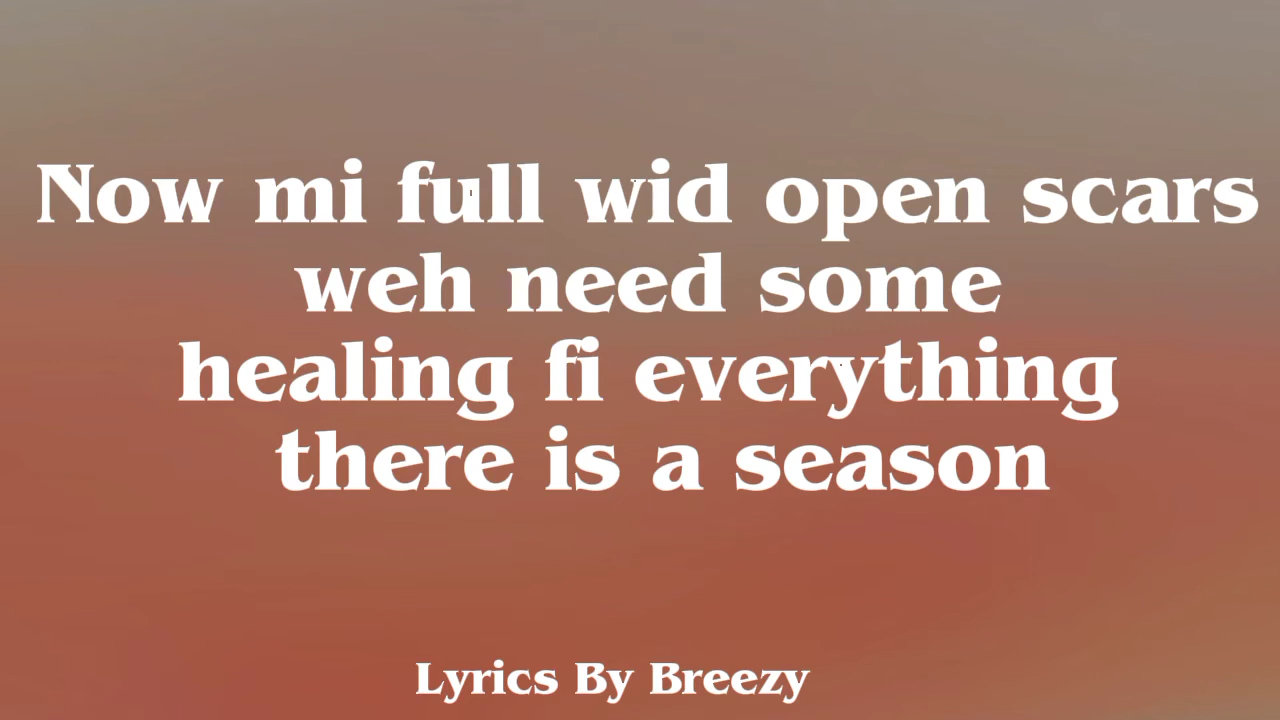 Now mi full wid open scars
weh need some
healing fi everything
there is a season
Lyrics By Breezy